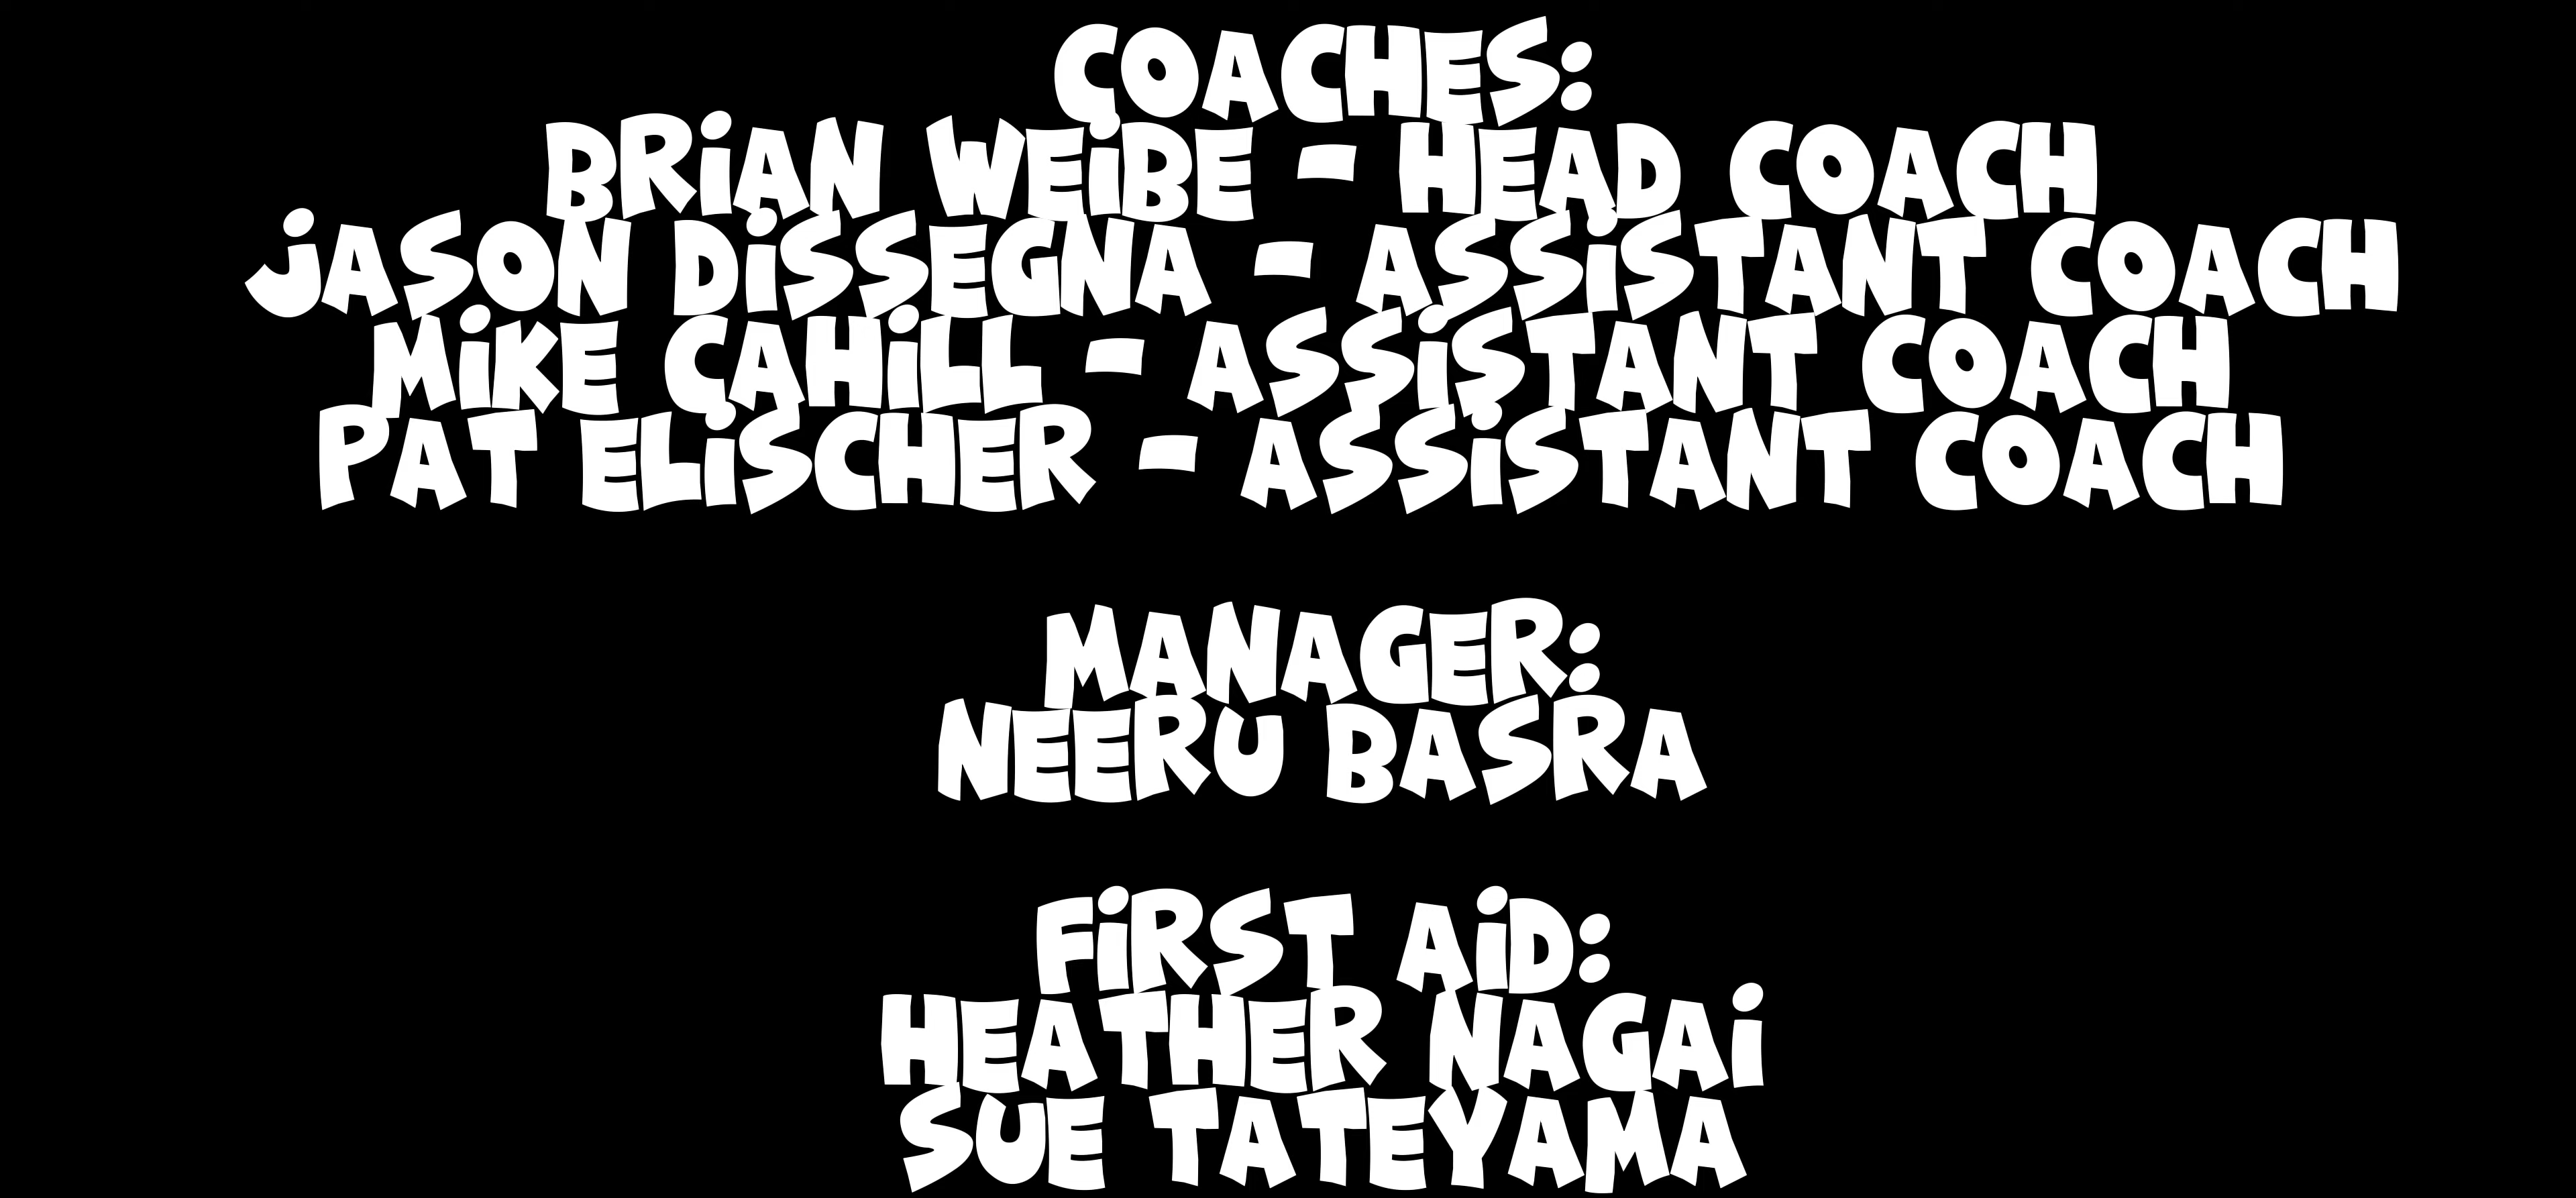 COACHES:
BRiAN WEiBE - HEAD COACH
jASON DiSSEGNA - ASSiSTANT COACH
MiKE CAHiLL - ASSiSTANT COACH
PAT ELiSCHER - ASSiSTANT COACH
MANAGER:
NEERU BASRA
FiRST AiD:
HEATHER NAGAi
SUE TATEYAMA